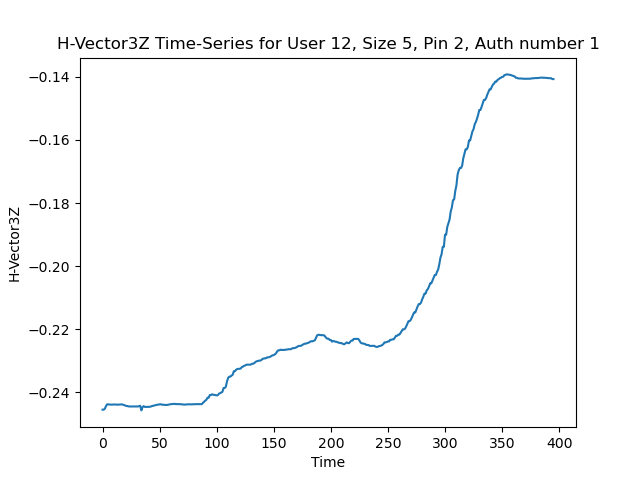 H-Vector3Z Time-Series for User 12, Size 5, Pin 2, Auth number 1
−0.14
−0.16
−0.18
−0.20
−0.22
−0.24
H-Vector3Z
0 50 100 150 200 250 300 350 400
Time